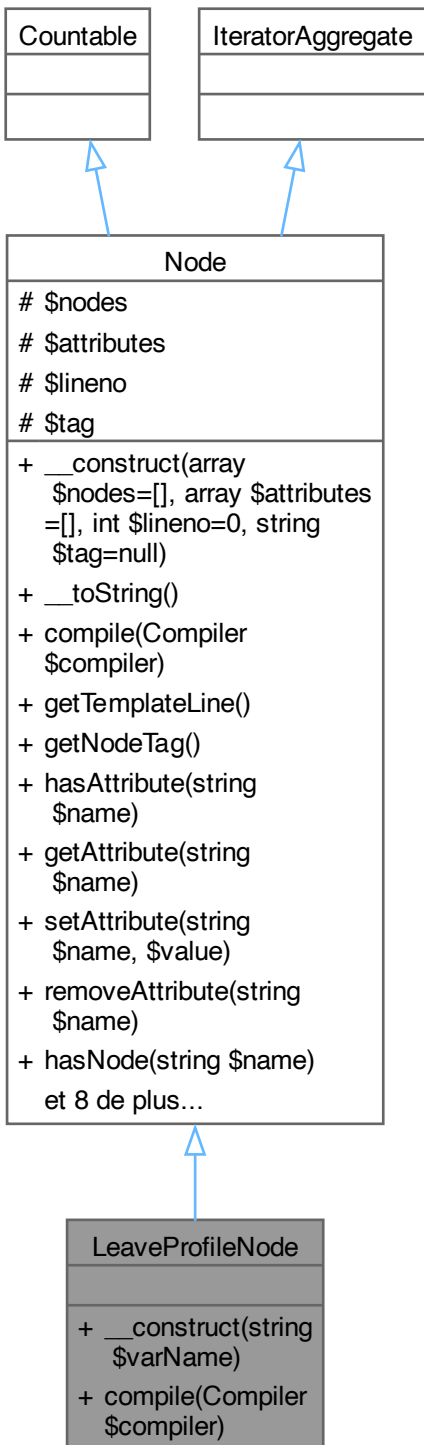 Countable
IteratorAggregate
Node
# $nodes
# $attributes
# $lineno
# $tag
+ __construct(array
$nodes=[], array $attributes
=[], int $lineno=0, string
$tag=null)
+ __toString()
+ compile(Compiler
$compiler)
+ getTemplateLine()
+ getNodeTag()
+ hasAttribute(string
$name)
+ getAttribute(string
$name)
+ setAttribute(string
$name, $value)
+ removeAttribute(string
$name)
+ hasNode(string $name)
et 8 de plus...
LeaveProfileNode
+ __construct(string
$varName)
+ compile(Compiler
$compiler)